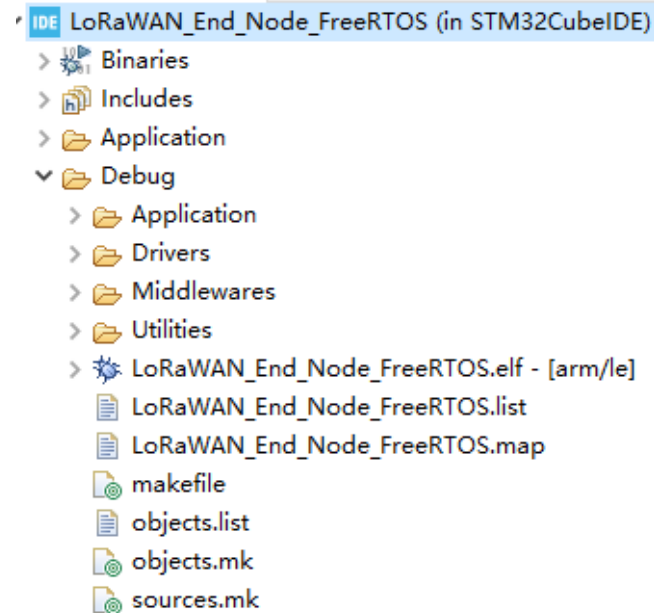 IDE LoRaWAN_End_Node_FreeRTOS (in STM32CubeIDE)
Binaries
Includes
Application
Debug
Application
Drivers
Middlewares
Utilities
LoRaWAN_End_Node_FreeRTOS.elf - [arm/le]
LoRaWAN_End_Node_FreeRTOS.list
LoRaWAN_End_Node_FreeRTOS.map
makefile
objects.list
objects.mk
sources.mk